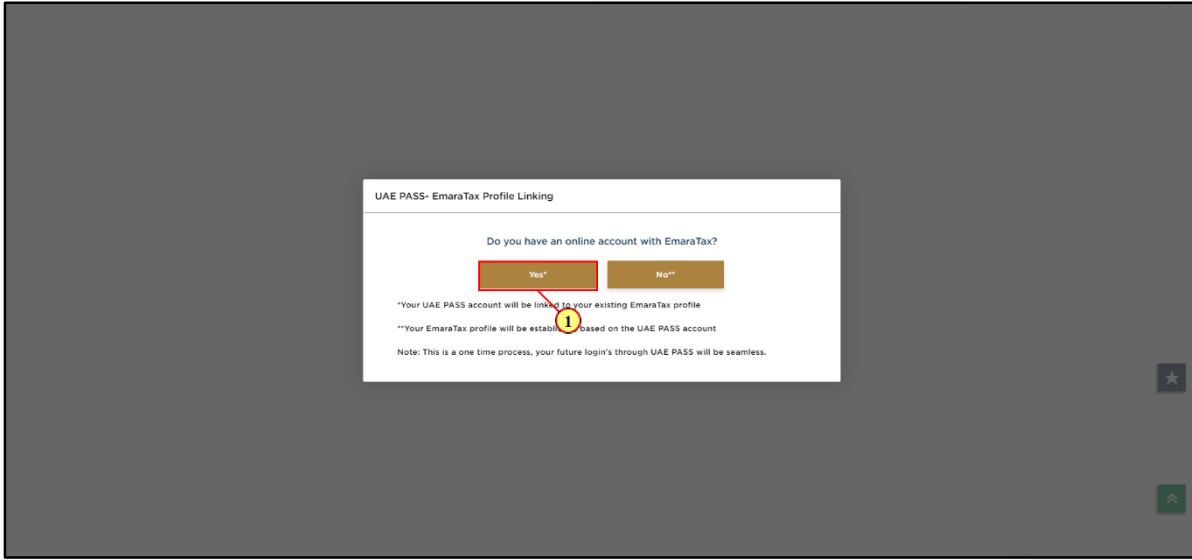 UAE PASS- EmaraTax Profile Linking
Do you have an online account with EmaraTax?
Yes* No**
*Your UAE PASS account will be linked to your existing EmaraTax profile
1
**Your EmaraTax profile will be based on the UAE PASS account
Note: This is a one time process, your future login's through UAE PASS will be seamless.